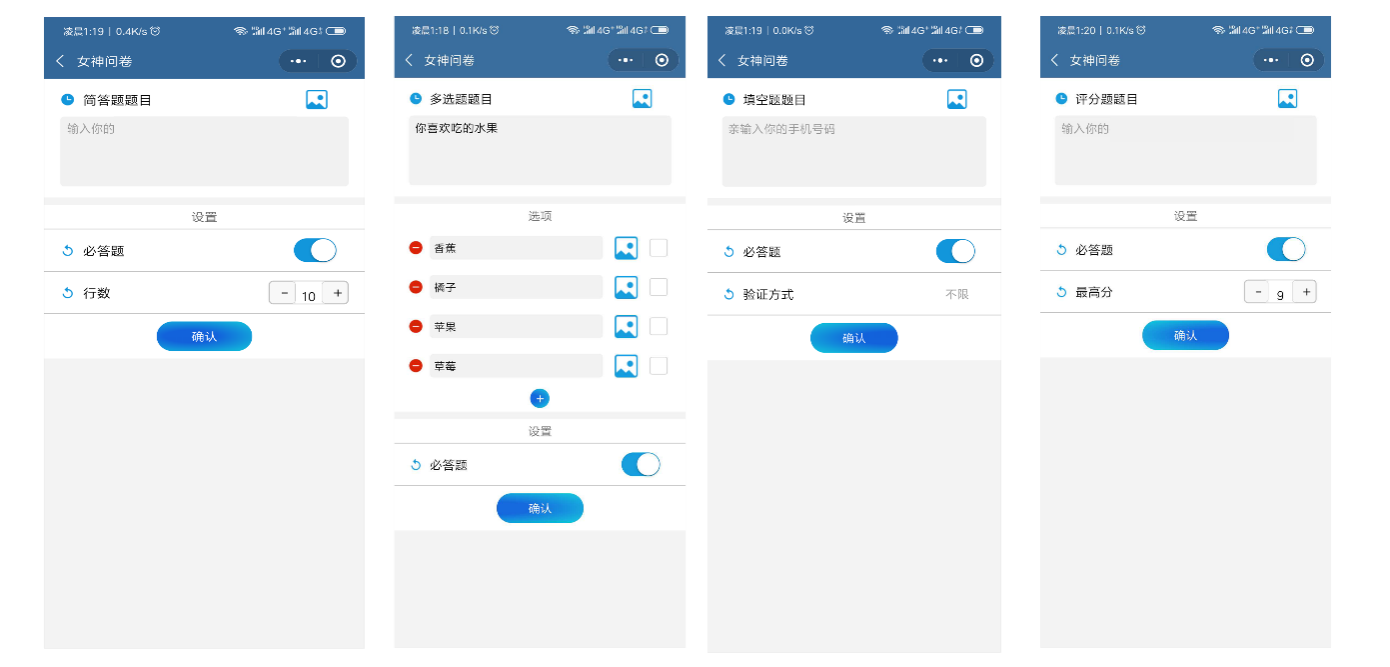 凌晨1:19 | 0.4K/s 4G+ 4G
女神问卷
简答题题目
输入你的
设置
必答题
行数
- 10 +
确认
凌晨1:18 | 0.1K/s 4G+ 4G
女神问卷
多选题题目
你喜欢吃的水果
选项
香蕉
橘子
苹果
草莓
+
设置
必答题
确认
凌晨1:19 | 0.0K/s 4G+ 4G
女神问卷
填空题题目
亲输入你的手机号码
设置
必答题
验证方式 不限
确认
凌晨1:20 | 0.1K/s 4G+ 4G
女神问卷
评分题题目
输入你的
设置
必答题
最高分
- 9 +
确认